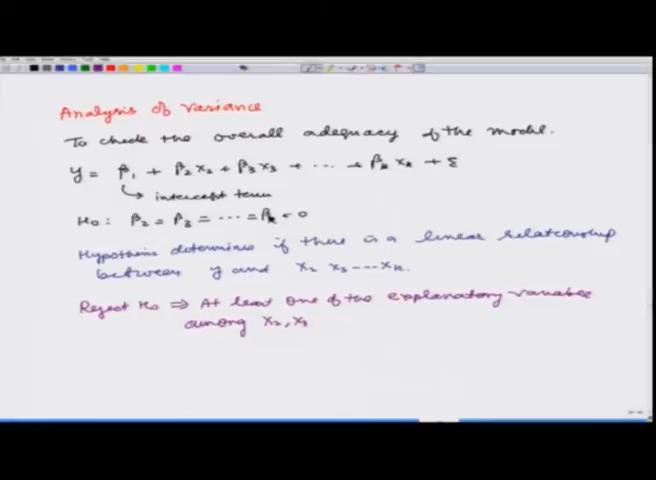 Analysis of variance
To check the overall adequacy of the model.
y = β₁ + β₂x₂ + β₃x₃ + ... + βₖxₖ + ε
intercept term
H₀: β₂ = β₃ = ... = βₖ = 0
Hypothesis determines if there is a linear relationship
between y and x₂ x₃ ... xₖ.
Reject H₀ ⇒ At least one of the explanatory variables
among x₂, x₃